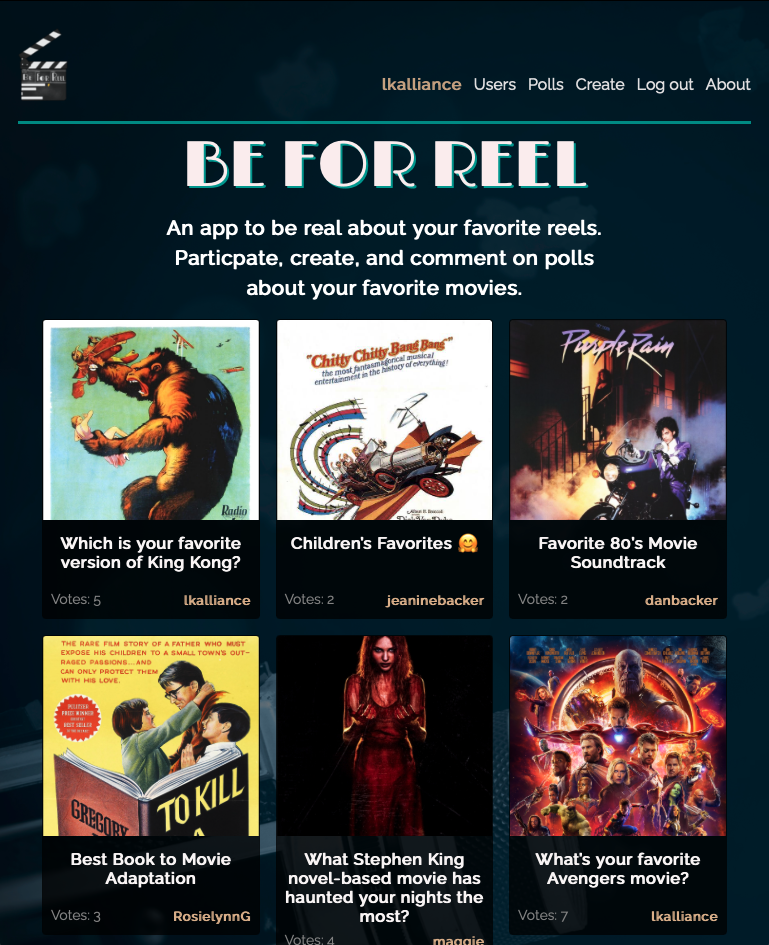 BE FOR REEL
lkalliance Users Polls Create Log out About
BE FOR REEL
An app to be real about your favorite reels.
Particpate, create, and comment on polls
about your favorite movies.
Radio
"Chitty Chitty Bang Bang"
the most fantasmagorical musical
entertainment in the history of everything!
Purple Rain
Which is your favorite
version of King Kong?
Votes: 5 lkalliance
Children's Favorites 🤗
Votes: 2 jeaninebacker
Favorite 80's Movie
Soundtrack
Votes: 2 danbacker
THE RARE FILM STORY OF A FATHER WHO MUST
EXPOSE HIS CHILDREN TO A SMALL TOWN'S OUT-
RAGED PASSIONS...AND
CAN ONLY PROTECT THEM
WITH HIS LOVE.
GREGORY
TO KILL
A
Best Book to Movie
Adaptation
Votes: 3 RosielynnG
What Stephen King
novel-based movie has
haunted your nights the
most?
Votes: 4 maggie
What's your favorite
Avengers movie?
Votes: 7 lkalliance